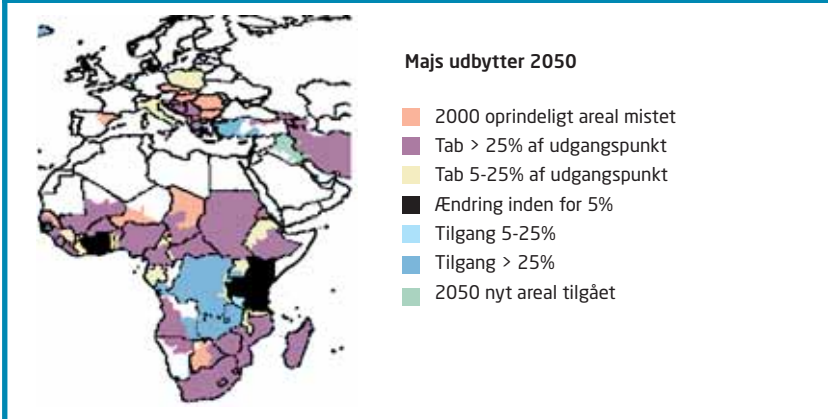 Majs udbytter 2050
2000 oprindeligt areal mistet
Tab > 25% af udgangspunkt
Tab 5-25% af udgangspunkt
Ændring inden for 5%
Tilgang 5-25%
Tilgang > 25%
2050 nyt areal tilgået